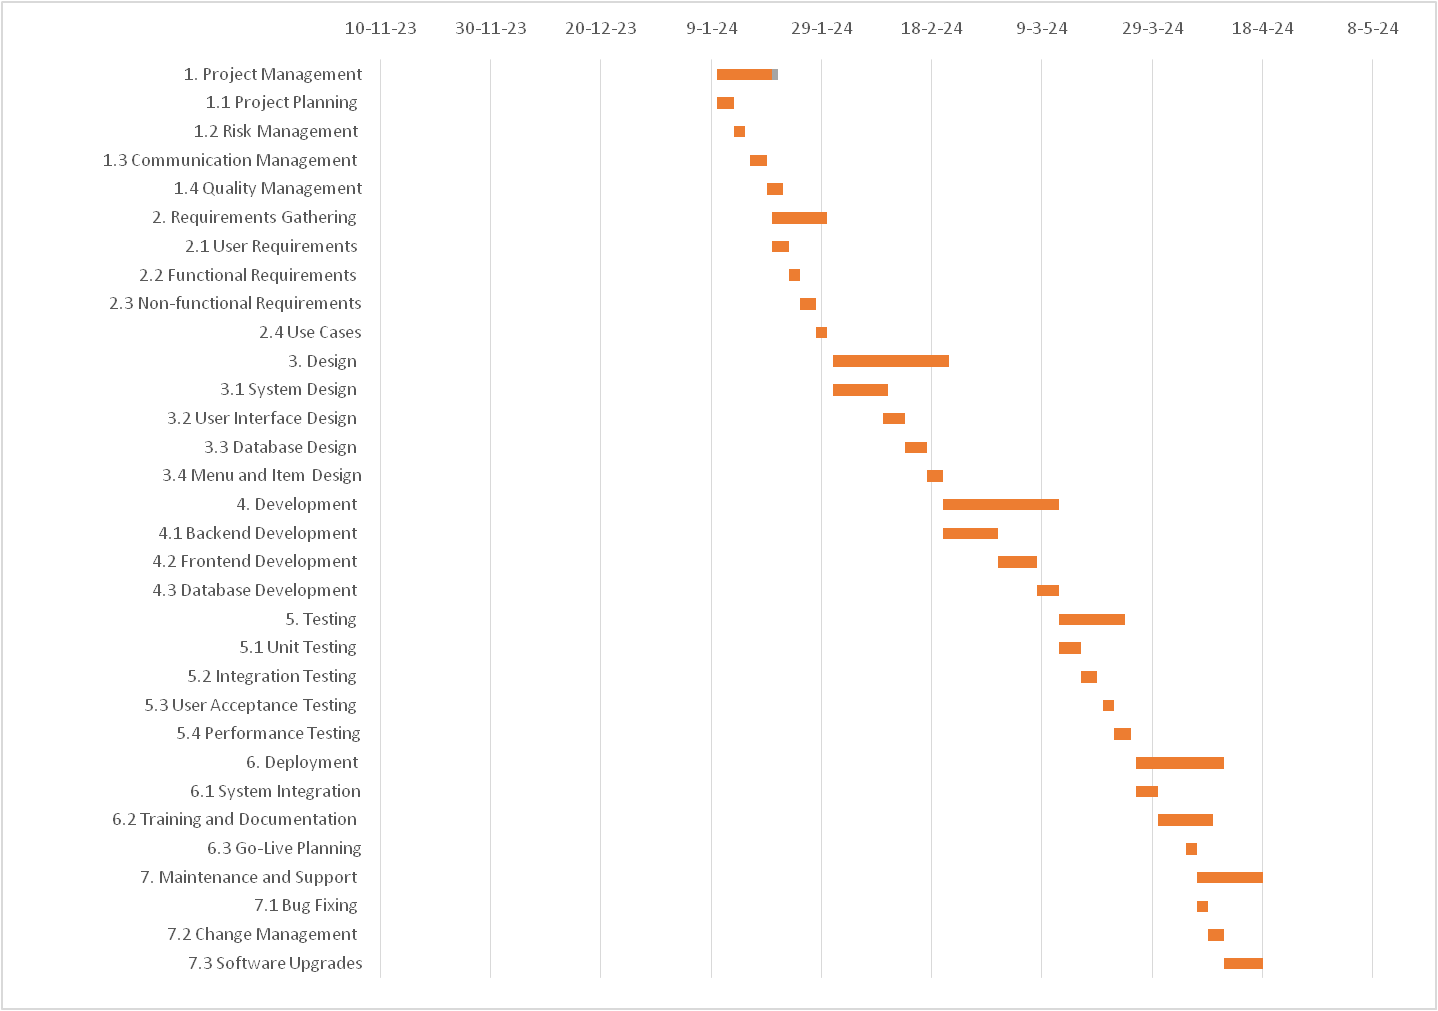 10-11-23 30-11-23 20-12-23 9-1-24 29-1-24 18-2-24 9-3-24 29-3-24 18-4-24 8-5-24
1. Project Management
1.1 Project Planning
1.2 Risk Management
1.3 Communication Management
1.4 Quality Management
2. Requirements Gathering
2.1 User Requirements
2.2 Functional Requirements
2.3 Non-functional Requirements
2.4 Use Cases
3. Design
3.1 System Design
3.2 User Interface Design
3.3 Database Design
3.4 Menu and Item Design
4. Development
4.1 Backend Development
4.2 Frontend Development
4.3 Database Development
5. Testing
5.1 Unit Testing
5.2 Integration Testing
5.3 User Acceptance Testing
5.4 Performance Testing
6. Deployment
6.1 System Integration
6.2 Training and Documentation
6.3 Go-Live Planning
7. Maintenance and Support
7.1 Bug Fixing
7.2 Change Management
7.3 Software Upgrades